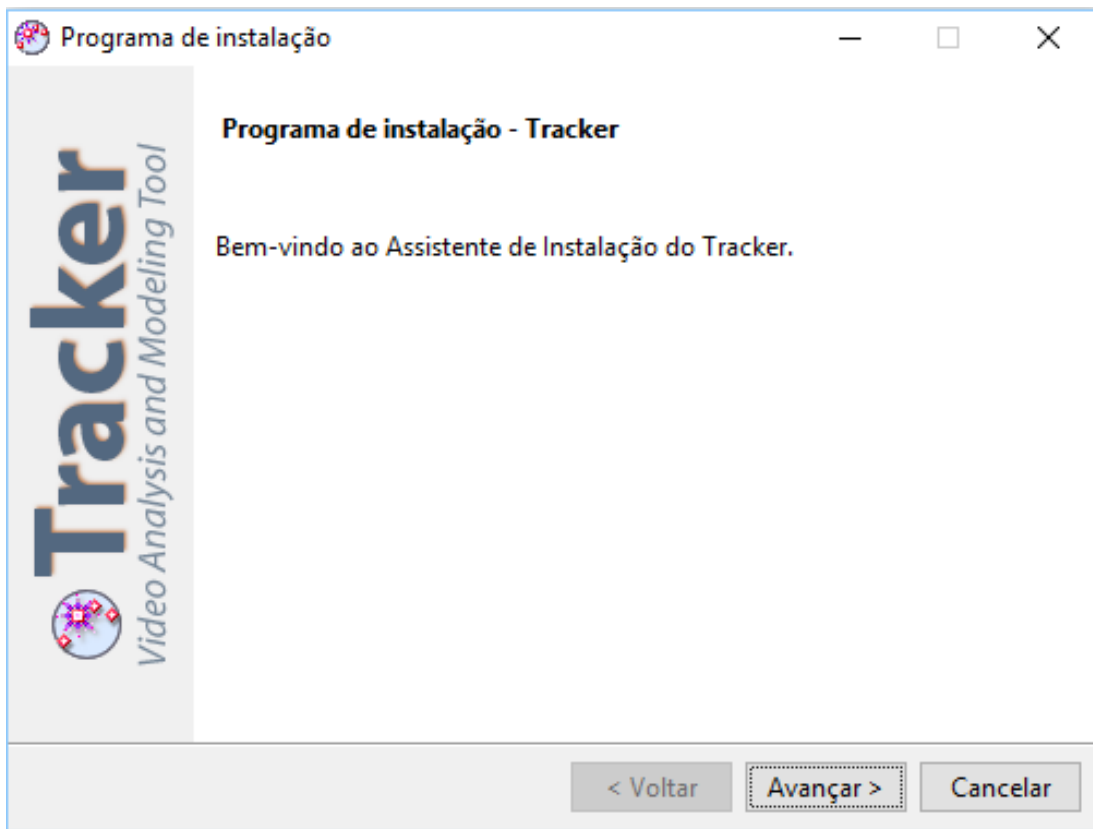 Programa de instalação
Programa de instalação - Tracker
Bem-vindo ao Assistente de Instalação do Tracker.
Tracker
Video Analysis and Modeling Tool
< Voltar
Avançar >
Cancelar